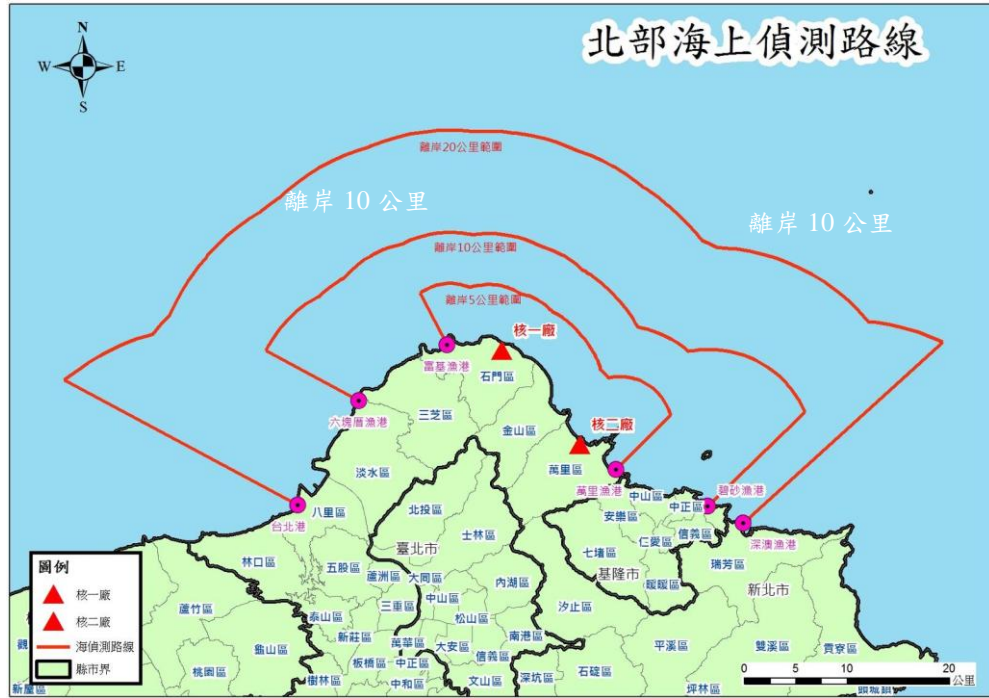 北部海上偵測路線
N
W
E
S
離岸20公里範圍
離岸 10 公里
離岸 10 公里
離岸10公里範圍
離岸5公里範圍
核一廠
富基漁港
石門區
六塊厝漁港
三芝區
金山區
核二廠
淡水區
萬里區
萬里漁港
中山區
碧砂漁港
中正區
台北港
八里區
北投區
安樂區
士林區
仁愛區
信義區
深澳漁港
臺北市
七堵區
林口區
五股區
蘆洲區
大同區
內湖區
基隆市
暖暖區
瑞芳區
新北市
圖例
核一廠
核二廠
海偵測路線
縣市界
蘆竹區
泰山區
三重區
中山區
松山區
汐止區
龜山區
新莊區
萬華區
大安區
南港區
平溪區
雙溪區
貢寮區
觀
桃園區
板橋區
中正區
信義區
石碇區
新屋區
樹林區
中和區
文山區
深坑區
坪林區
頭城鎮
0
5
10
20
公里